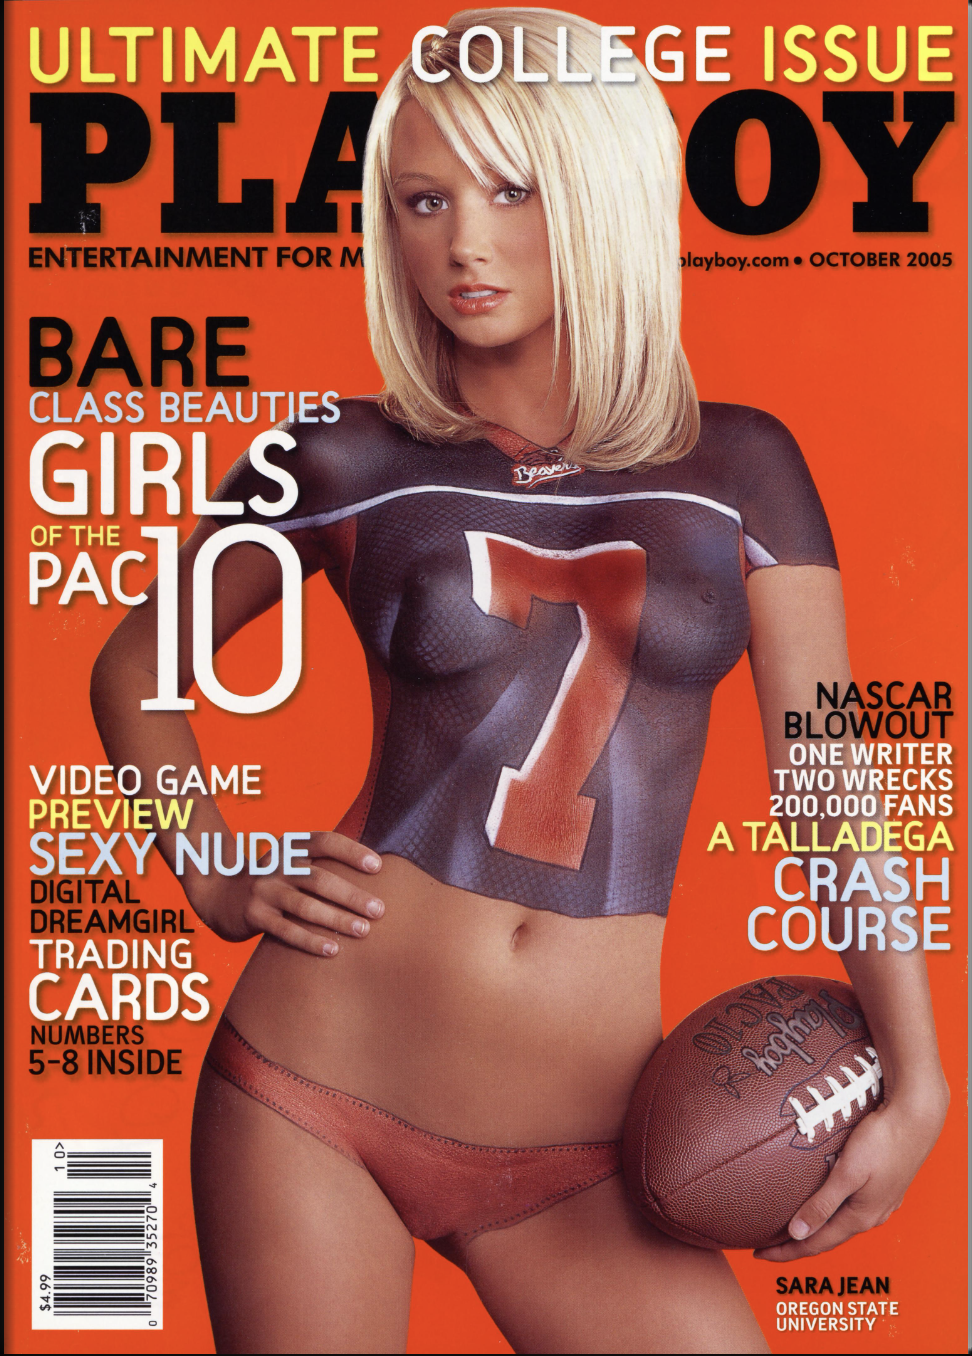 ULTIMATE COLLEGE ISSUE
PLA OY
ENTERTAINMENT FOR M
playboy.com • OCTOBER 2005
BARE
CLASS BEAUTIES
GIRLS
OF THE
PAC 10
Beavers
7
VIDEO GAME
PREVIEW
SEXY NUDE
DIGITAL
DREAMGIRL
TRADING
CARDS
NUMBERS
5-8 INSIDE
NASCAR
BLOWOUT
ONE WRITER
TWO WRECKS
200,000 FANS
A TALLADEGA
CRASH
COURSE
Playboy
PAC 10
10>
$4.99
0 70989 35270 4
SARA JEAN
OREGON STATE
UNIVERSITY